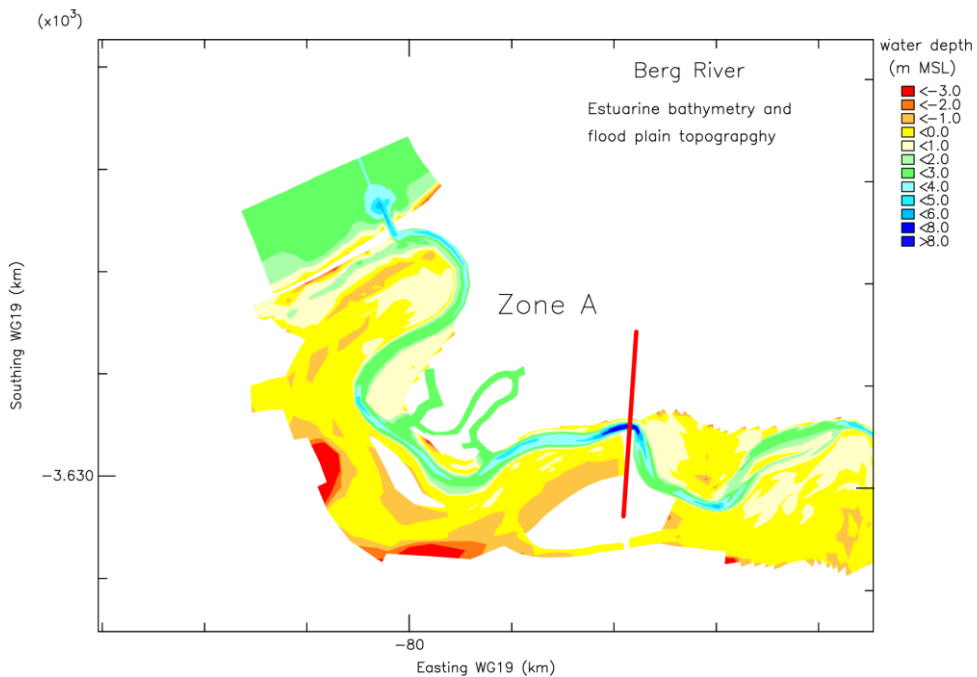 (x10³)
water depth
(m MSL)
Berg River
Estuarine bathymetry and
flood plain topograpghy
<-3.0
<-2.0
<-1.0
<0.0
<1.0
<2.0
<3.0
<4.0
<5.0
<6.0
<8.0
>8.0
Zone A
Southing WG19 (km)
-3.630
-80
Easting WG19 (km)